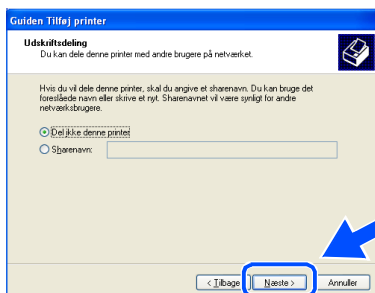 Guiden Tilføj printer
Udskriftsdeling
Du kan dele denne printer med andre brugere på netværket.
Hvis du vil dele denne printer, skal du angive et sharenavn. Du kan bruge det
foreslåede navn eller skrive et nyt. Sharenavnet vil være synligt for andre
netværksbrugere.
Del ikke denne printer
Sharenavn:
< Tilbage Næste > Annuller